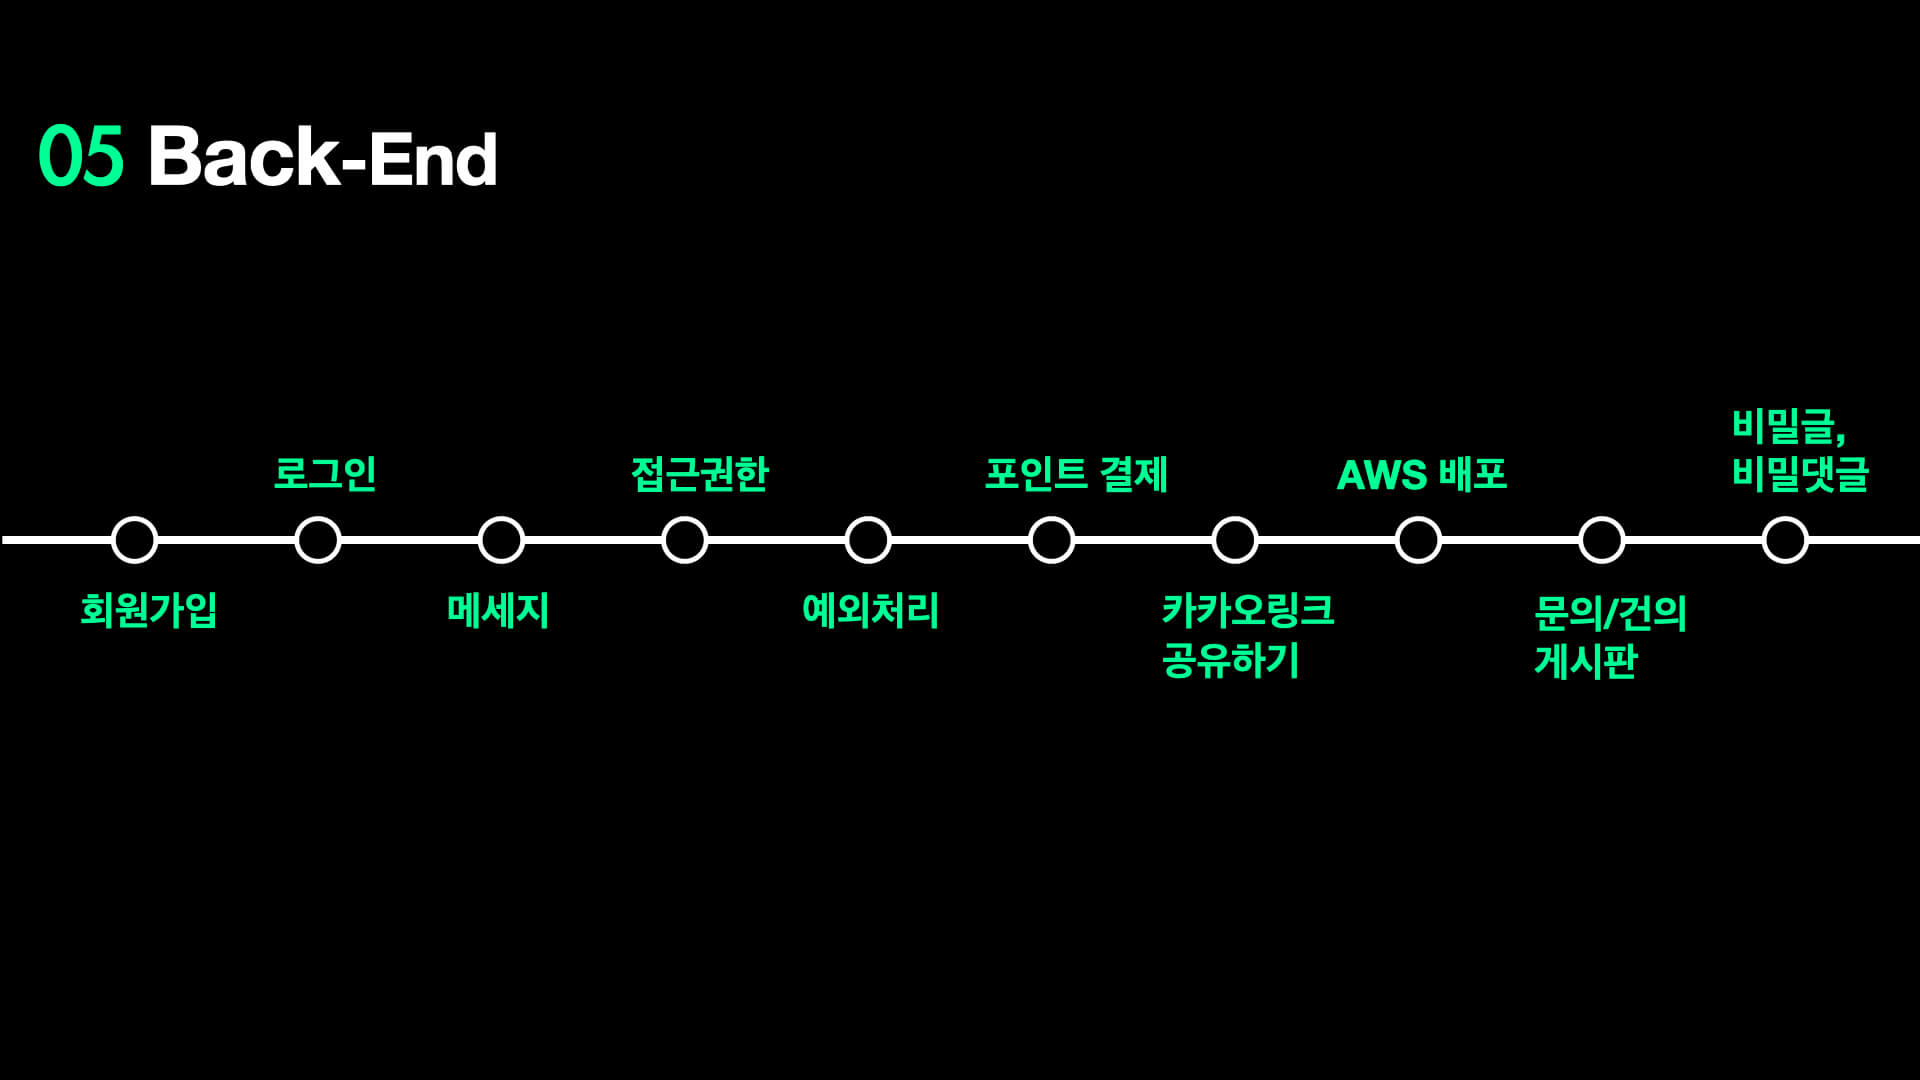 05 Back-End
회원가입
로그인
메세지
접근권한
예외처리
포인트 결제
카카오링크
공유하기
AWS 배포
문의/건의
게시판
비밀글,
비밀댓글